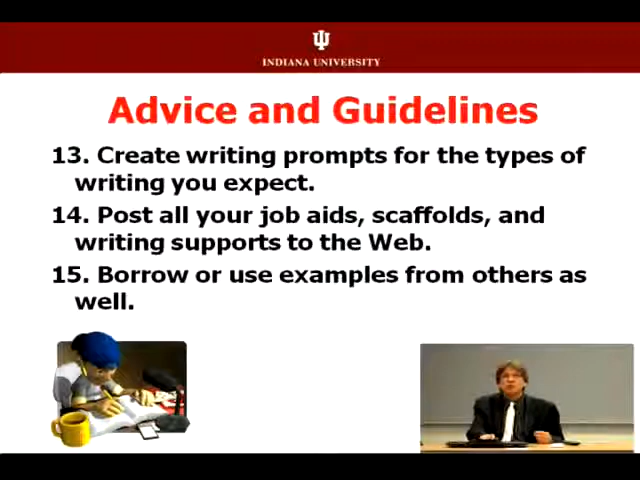 INDIANA UNIVERSITY
Advice and Guidelines
13. Create writing prompts for the types of
writing you expect.
14. Post all your job aids, scaffolds, and
writing supports to the Web.
15. Borrow or use examples from others as
well.